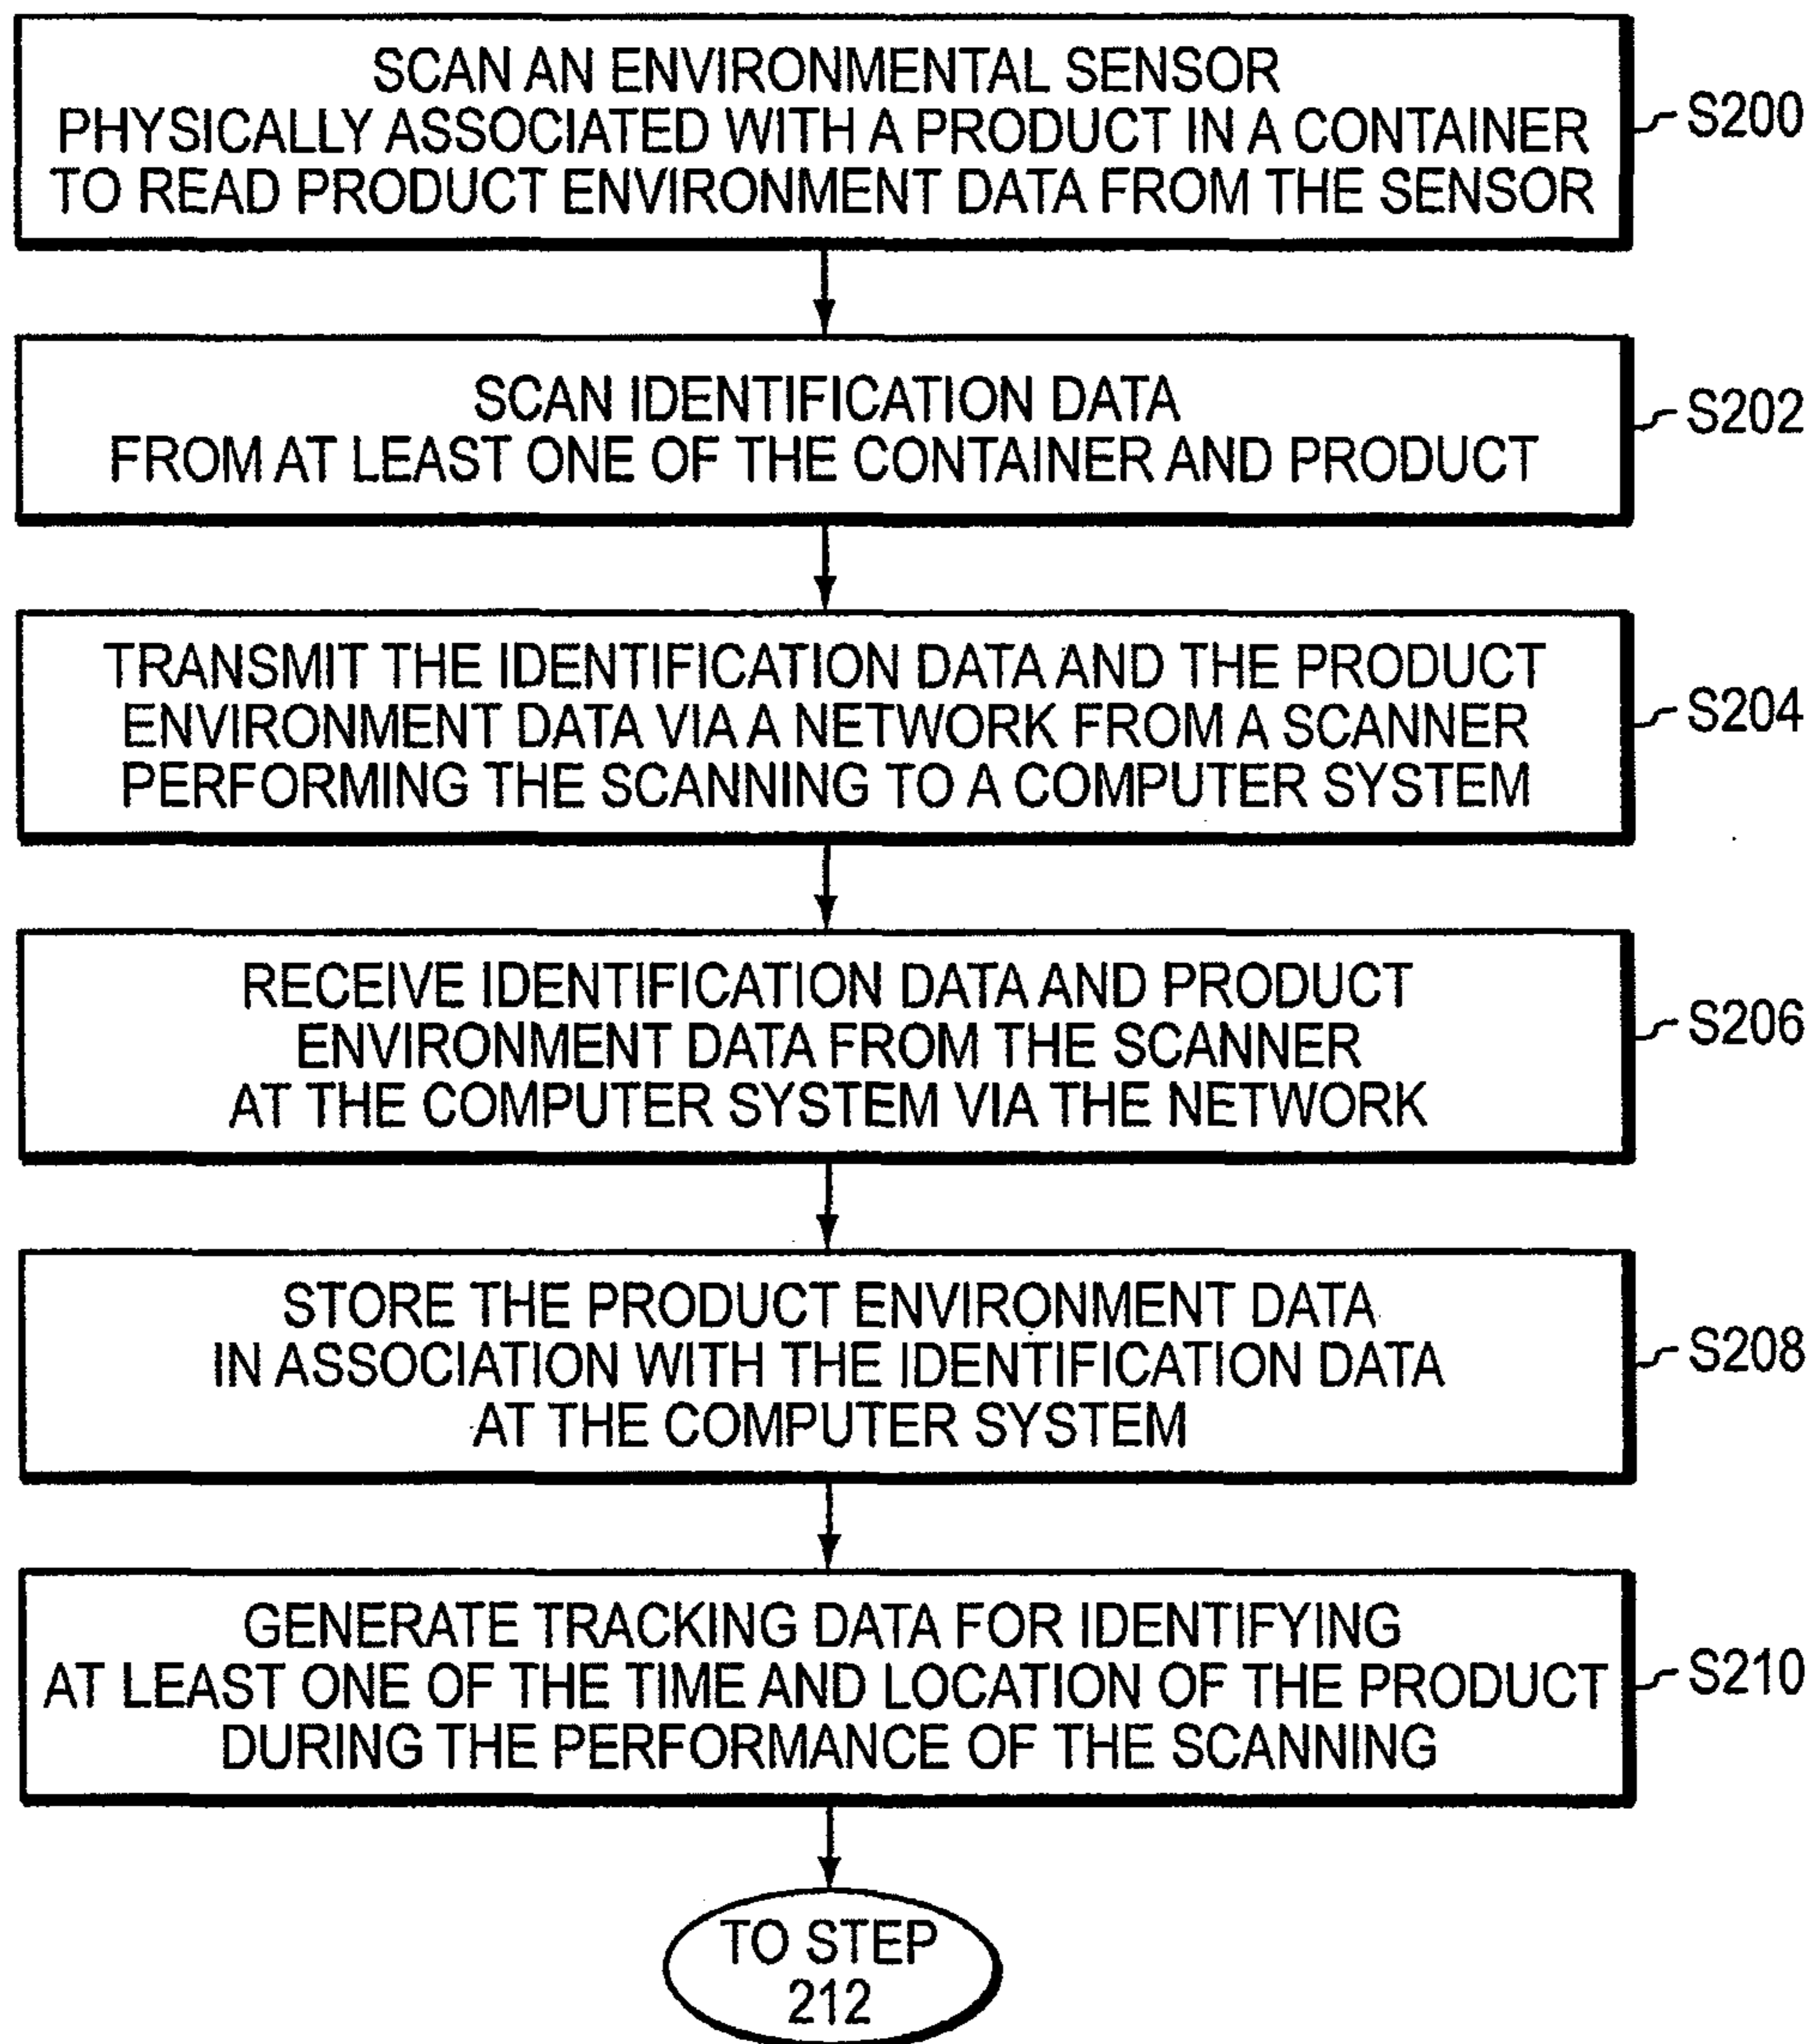 SCAN AN ENVIRONMENTAL SENSOR
PHYSICALLY ASSOCIATED WITH A PRODUCT IN A CONTAINER
TO READ PRODUCT ENVIRONMENT DATA FROM THE SENSOR
S200
SCAN IDENTIFICATION DATA
FROM AT LEAST ONE OF THE CONTAINER AND PRODUCT
S202
TRANSMIT THE IDENTIFICATION DATA AND THE PRODUCT
ENVIRONMENT DATA VIA A NETWORK FROM A SCANNER
PERFORMING THE SCANNING TO A COMPUTER SYSTEM
S204
RECEIVE IDENTIFICATION DATA AND PRODUCT
ENVIRONMENT DATA FROM THE SCANNER
AT THE COMPUTER SYSTEM VIA THE NETWORK
S206
STORE THE PRODUCT ENVIRONMENT DATA
IN ASSOCIATION WITH THE IDENTIFICATION DATA
AT THE COMPUTER SYSTEM
S208
GENERATE TRACKING DATA FOR IDENTIFYING
AT LEAST ONE OF THE TIME AND LOCATION OF THE PRODUCT
DURING THE PERFORMANCE OF THE SCANNING
S210
TO STEP
212